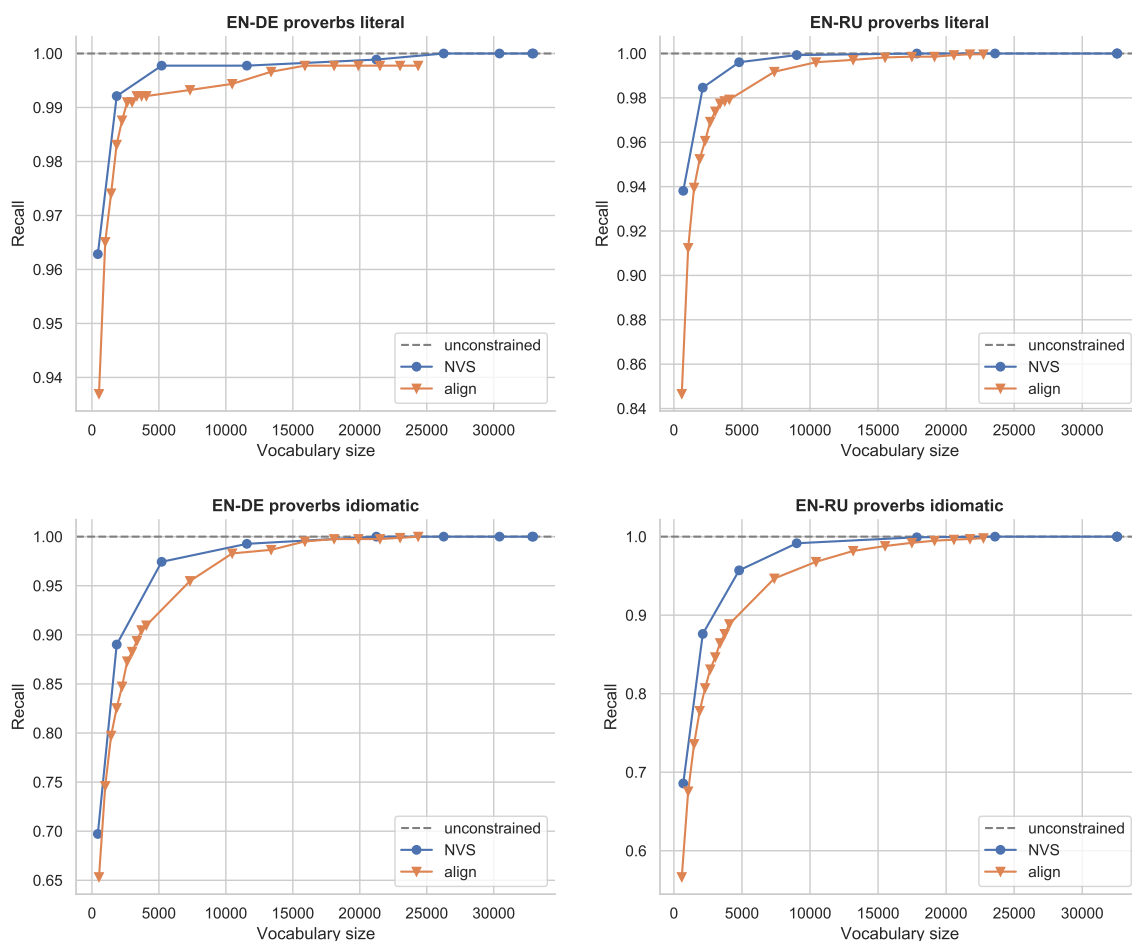 EN-DE proverbs literal
1.00
0.99
0.98
0.97
0.96
0.95
0.94
Recall
unconstrained
NVS
align
0 5000 10000 15000 20000 25000 30000
Vocabulary size
EN-RU proverbs literal
1.00
0.98
0.96
0.94
0.92
0.90
0.88
0.86
0.84
Recall
unconstrained
NVS
align
0 5000 10000 15000 20000 25000 30000
Vocabulary size
EN-DE proverbs idiomatic
1.00
0.95
0.90
0.85
0.80
0.75
0.70
0.65
Recall
unconstrained
NVS
align
0 5000 10000 15000 20000 25000 30000
Vocabulary size
EN-RU proverbs idiomatic
1.0
0.9
0.8
0.7
0.6
Recall
unconstrained
NVS
align
0 5000 10000 15000 20000 25000 30000
Vocabulary size